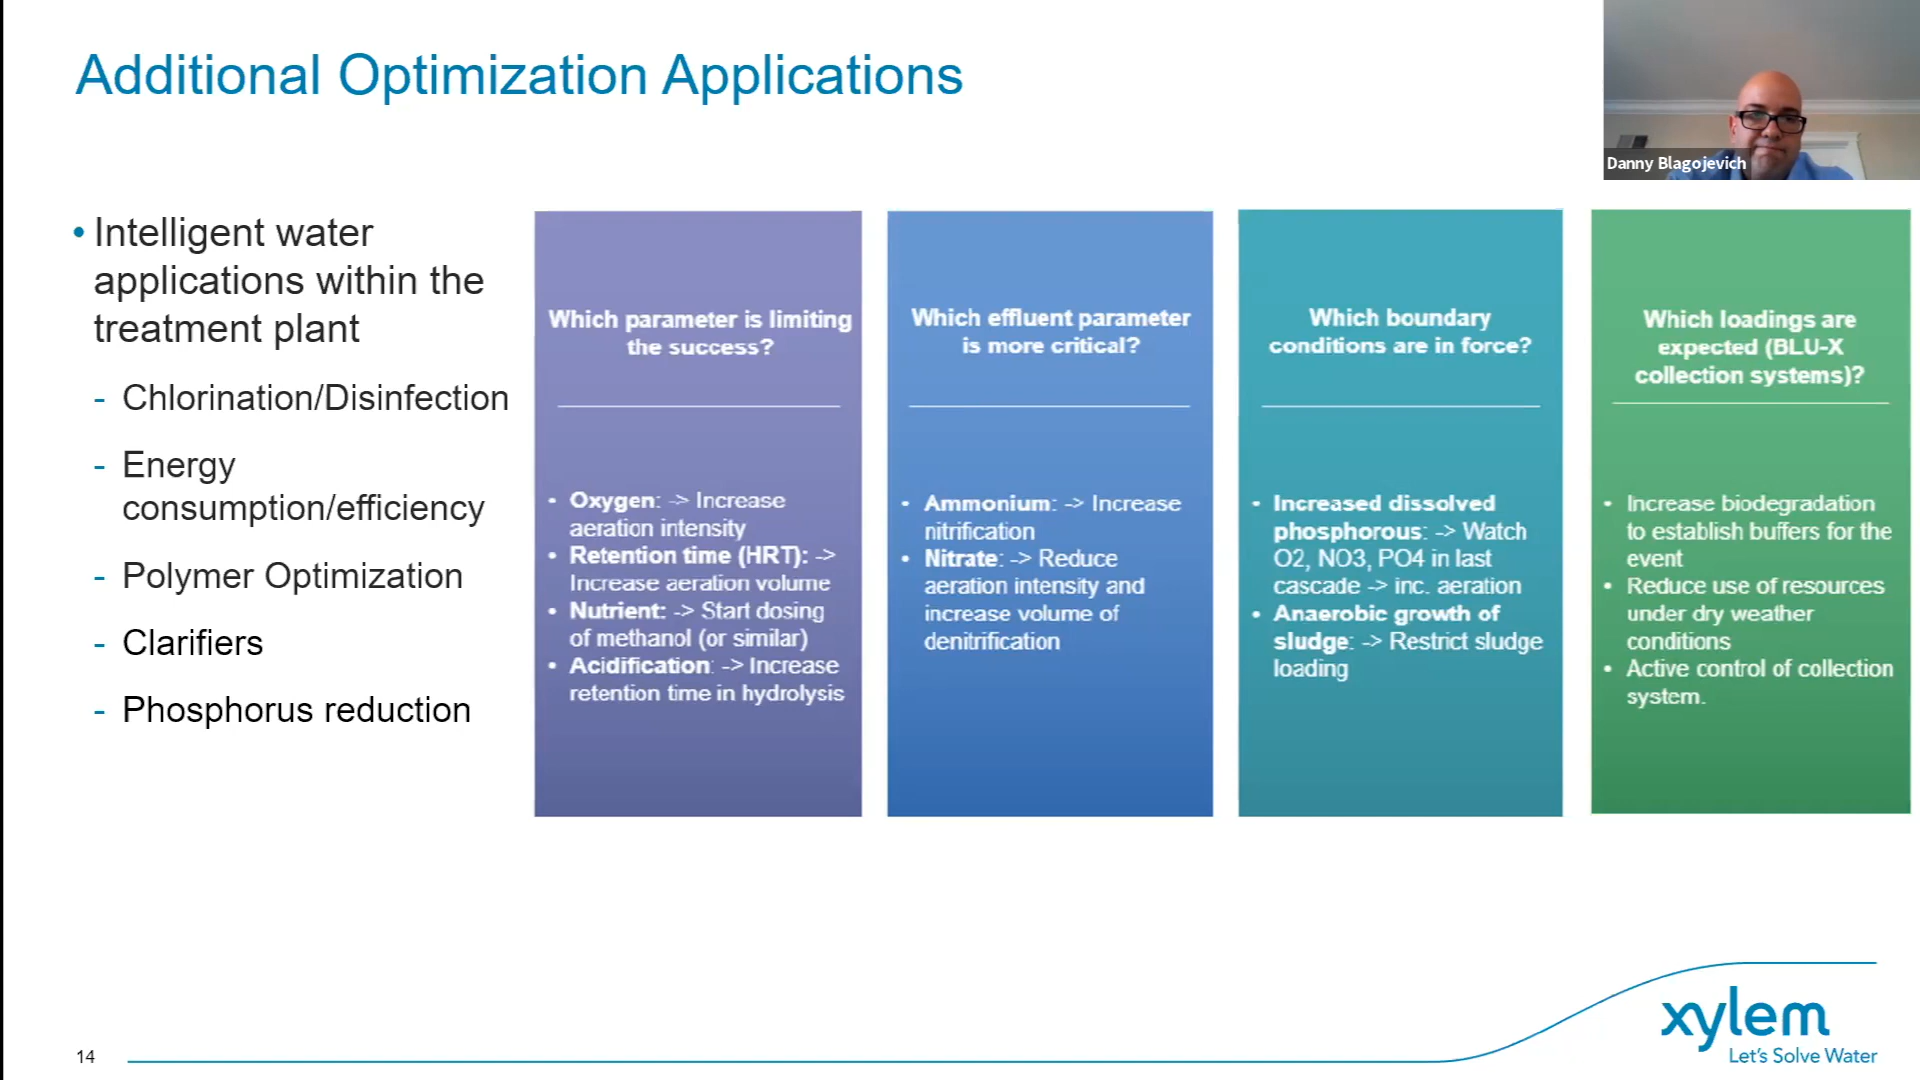 Additional Optimization Applications
Danny Blagojevich
• Intelligent water
applications within the
treatment plant
- Chlorination/Disinfection
- Energy
consumption/efficiency
- Polymer Optimization
- Clarifiers
- Phosphorus reduction
Which parameter is limiting
the success?
• Oxygen: -> Increase
aeration intensity
• Retention time (HRT): ->
Increase aeration volume
• Nutrient: -> Start dosing
of methanol (or similar)
• Acidification: -> Increase
retention time in hydrolysis
Which effluent parameter
is more critical?
• Ammonium: -> Increase
nitrification
• Nitrate: -> Reduce
aeration intensity and
increase volume of
denitrification
Which boundary
conditions are in force?
• Increased dissolved
phosphorous: -> Watch
O2, NO3, PO4 in last
cascade -> inc. aeration
• Anaerobic growth of
sludge: -> Restrict sludge
loading
Which loadings are
expected (BLU-X
collection systems)?
• Increase biodegradation
to establish buffers for the
event
• Reduce use of resources
under dry weather
conditions
• Active control of collection
system.
14
xylem
Let's Solve Water